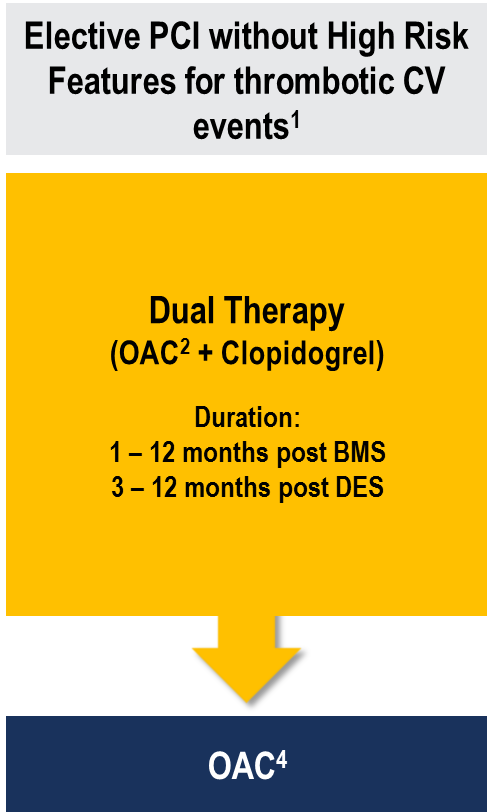 Elective PCI without High Risk
Features for thrombotic CV
events¹
Dual Therapy
(OAC² + Clopidogrel)
Duration:
1 – 12 months post BMS
3 – 12 months post DES
OAC⁴